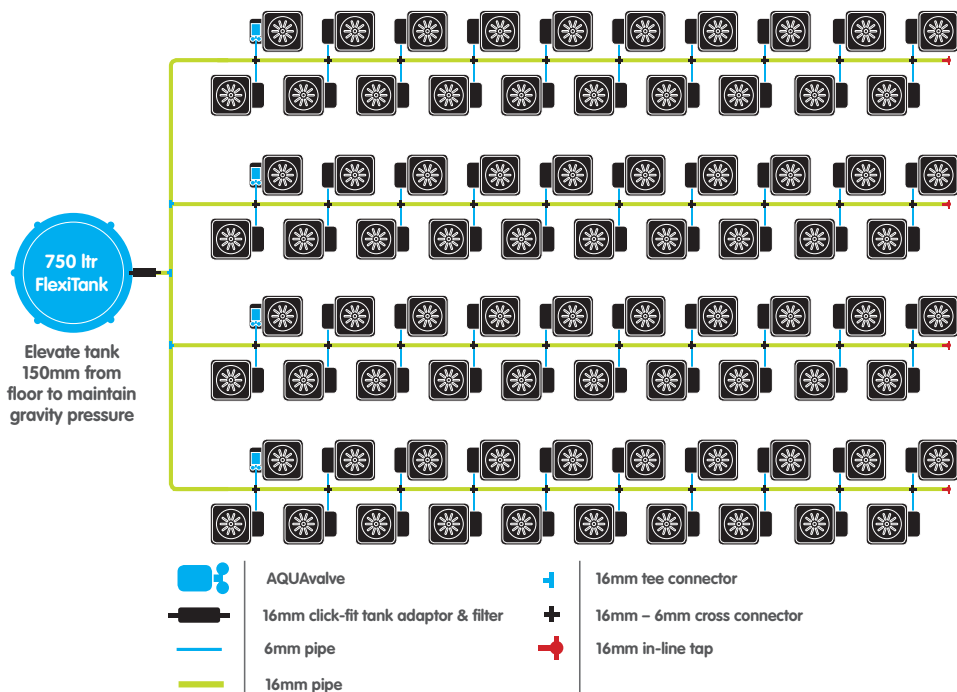 750 ltr
FlexiTank
Elevate tank
150mm from
floor to maintain
gravity pressure
AQUAvalve
16mm click-fit tank adaptor & filter
6mm pipe
16mm pipe
16mm tee connector
16mm – 6mm cross connector
16mm in-line tap